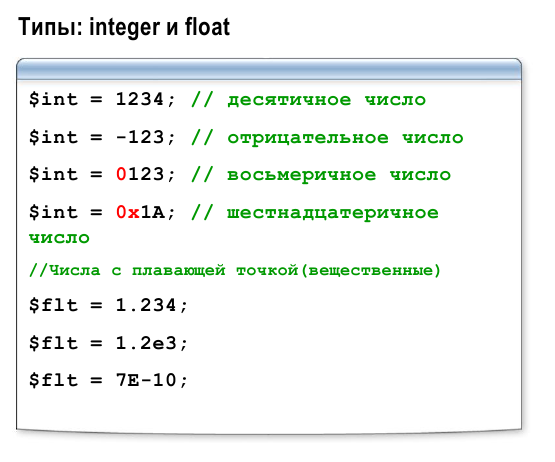 Типы: integer и float
$int = 1234; // десятичное число
$int = -123; // отрицательное число
$int = 0123; // восьмеричное число
$int = 0x1A; // шестнадцатеричное
число
//Числа с плавающей точкой(вещественные)
$flt = 1.234;
$flt = 1.2e3;
$flt = 7E-10;